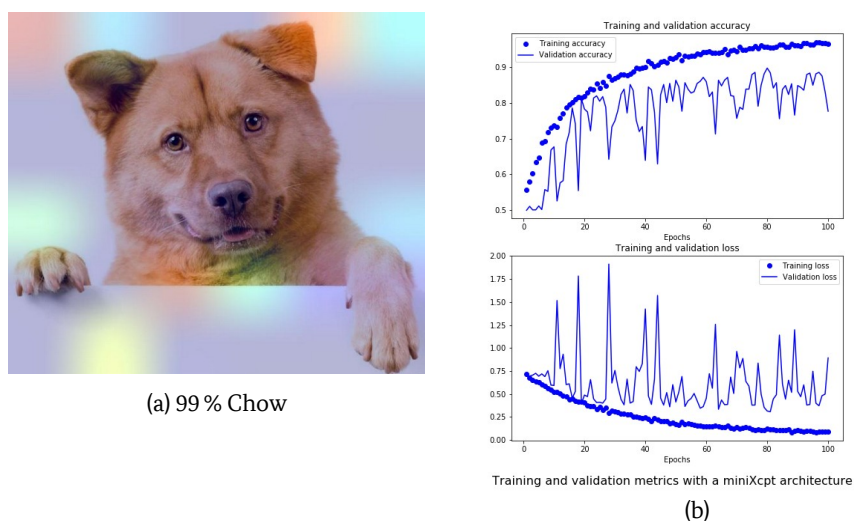 (a) 99 % Chow
Training and validation accuracy
Training accuracy
Validation accuracy
0.9
0.8
0.7
0.6
0.5
0 20 40 60 80 100
Epochs
Training and validation loss
2.00
Training loss
Validation loss
1.75
1.50
1.25
1.00
0.75
0.50
0.25
0.00
0 20 40 60 80 100
Epochs
Training and validation metrics with a miniXcpt architecture
(b)